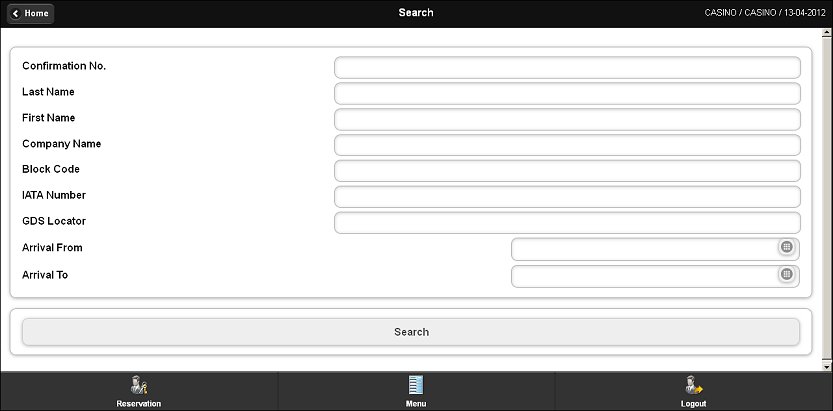 Home
Search
CASINO / CASINO / 13-04-2012
Confirmation No.
Last Name
First Name
Company Name
Block Code
IATA Number
GDS Locator
Arrival From
Arrival To
Search
Reservation
Menu
Logout